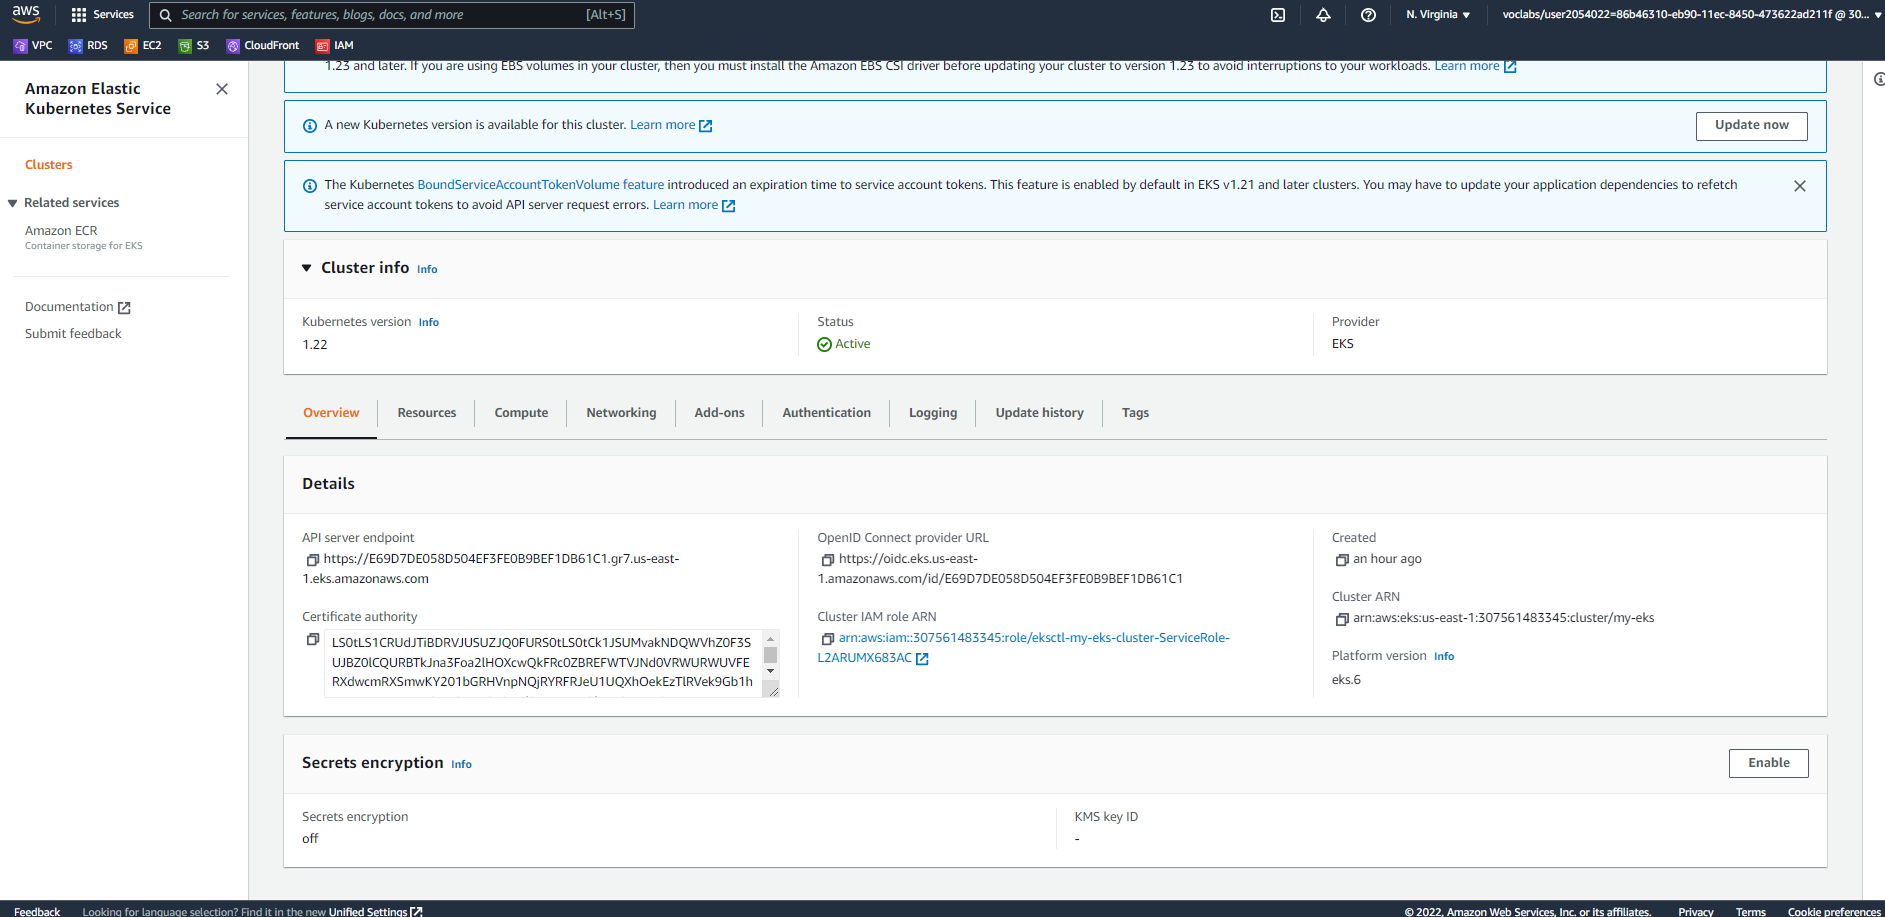 aws
Services
Search for services, features, blogs, docs, and more [Alt+S]
N. Virginia
voclabs/user2054022=86b46310-eb90-11ec-8450-473622ad211f @ 30...
VPC RDS EC2 S3 CloudFront IAM
Amazon Elastic
Kubernetes Service
Clusters
Related services
Amazon ECR
Container storage for EKS
Documentation
Submit feedback
1.23 and later. If you are using EBS volumes in your cluster, then you must install the Amazon EBS CSI driver before updating your cluster to version 1.23 to avoid interruptions to your workloads. Learn more
A new Kubernetes version is available for this cluster. Learn more
Update now
The Kubernetes BoundServiceAccountTokenVolume feature introduced an expiration time to service account tokens. This feature is enabled by default in EKS v1.21 and later clusters. You may have to update your application dependencies to refetch
service account tokens to avoid API server request errors. Learn more
Cluster info Info
Kubernetes version Info
1.22
Status
Active
Provider
EKS
Overview Resources Compute Networking Add-ons Authentication Logging Update history Tags
Details
API server endpoint
https://E69D7DE058D504EF3FE0B9BEF1DB61C1.gr7.us-east-
1.eks.amazonaws.com
Certificate authority
LS0tLS1CRUdJTiBDRVJUSUZJQ0FURS0tLS0tCk1JSUMvakNDQWVhZ0F3S
UJBZ0lCQURBTkJna3Foa2lHOXcwQkFRc0ZBREFWTVJNd0VRWURWUVFE
RXdwcmRXSmwKY201bGRHVnpNQjRYRFRJeU1UQXhOekEzTlRVek9Gb1h
OpenID Connect provider URL
https://oidc.eks.us-east-
1.amazonaws.com/id/E69D7DE058D504EF3FE0B9BEF1DB61C1
Cluster IAM role ARN
arn:aws:iam::307561483345:role/eksctl-my-eks-cluster-ServiceRole-
L2ARUMX683AC
Created
an hour ago
Cluster ARN
arn:aws:eks:us-east-1:307561483345:cluster/my-eks
Platform version Info
eks.6
Secrets encryption Info
Enable
Secrets encryption
off
KMS key ID
-
Feedback
Looking for language selection? Find it in the new Unified Settings
© 2022, Amazon Web Services, Inc. or its affiliates.
Privacy Terms Cookie preferences